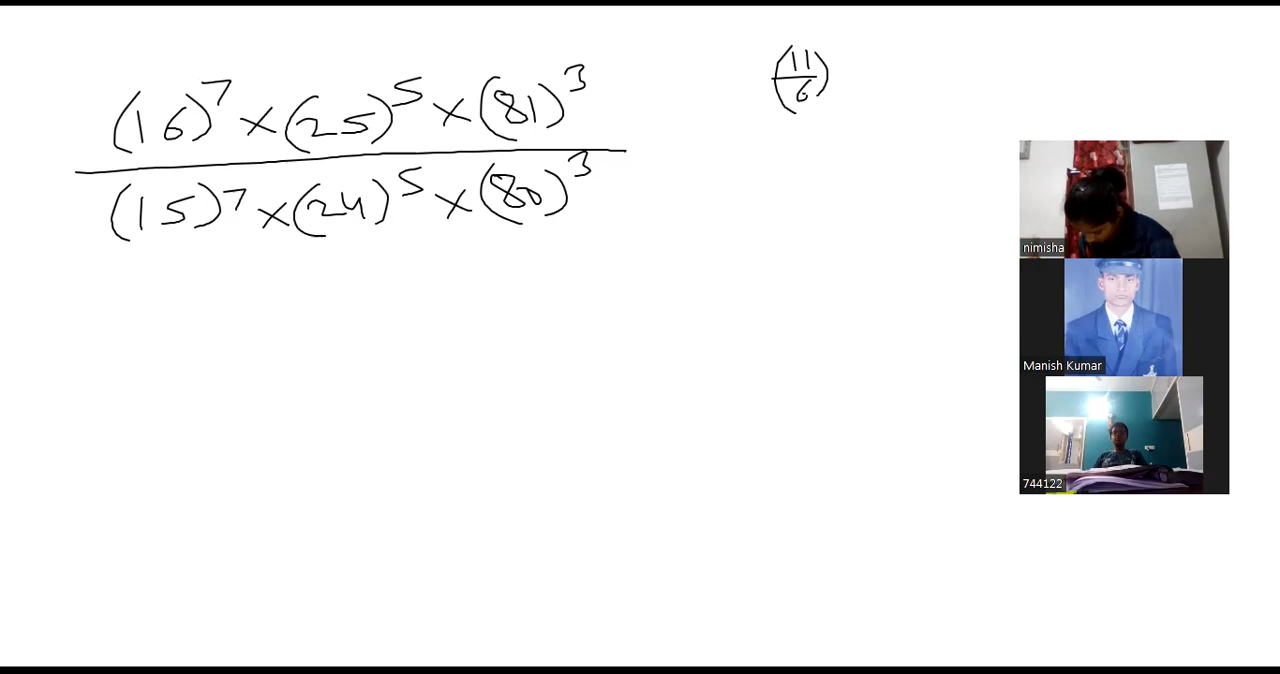 (16)^7 × (25)^5 × (81)^3
(15)^7 × (24)^5 × (80)^3
(11/6)
nimisha
Manish Kumar
744122